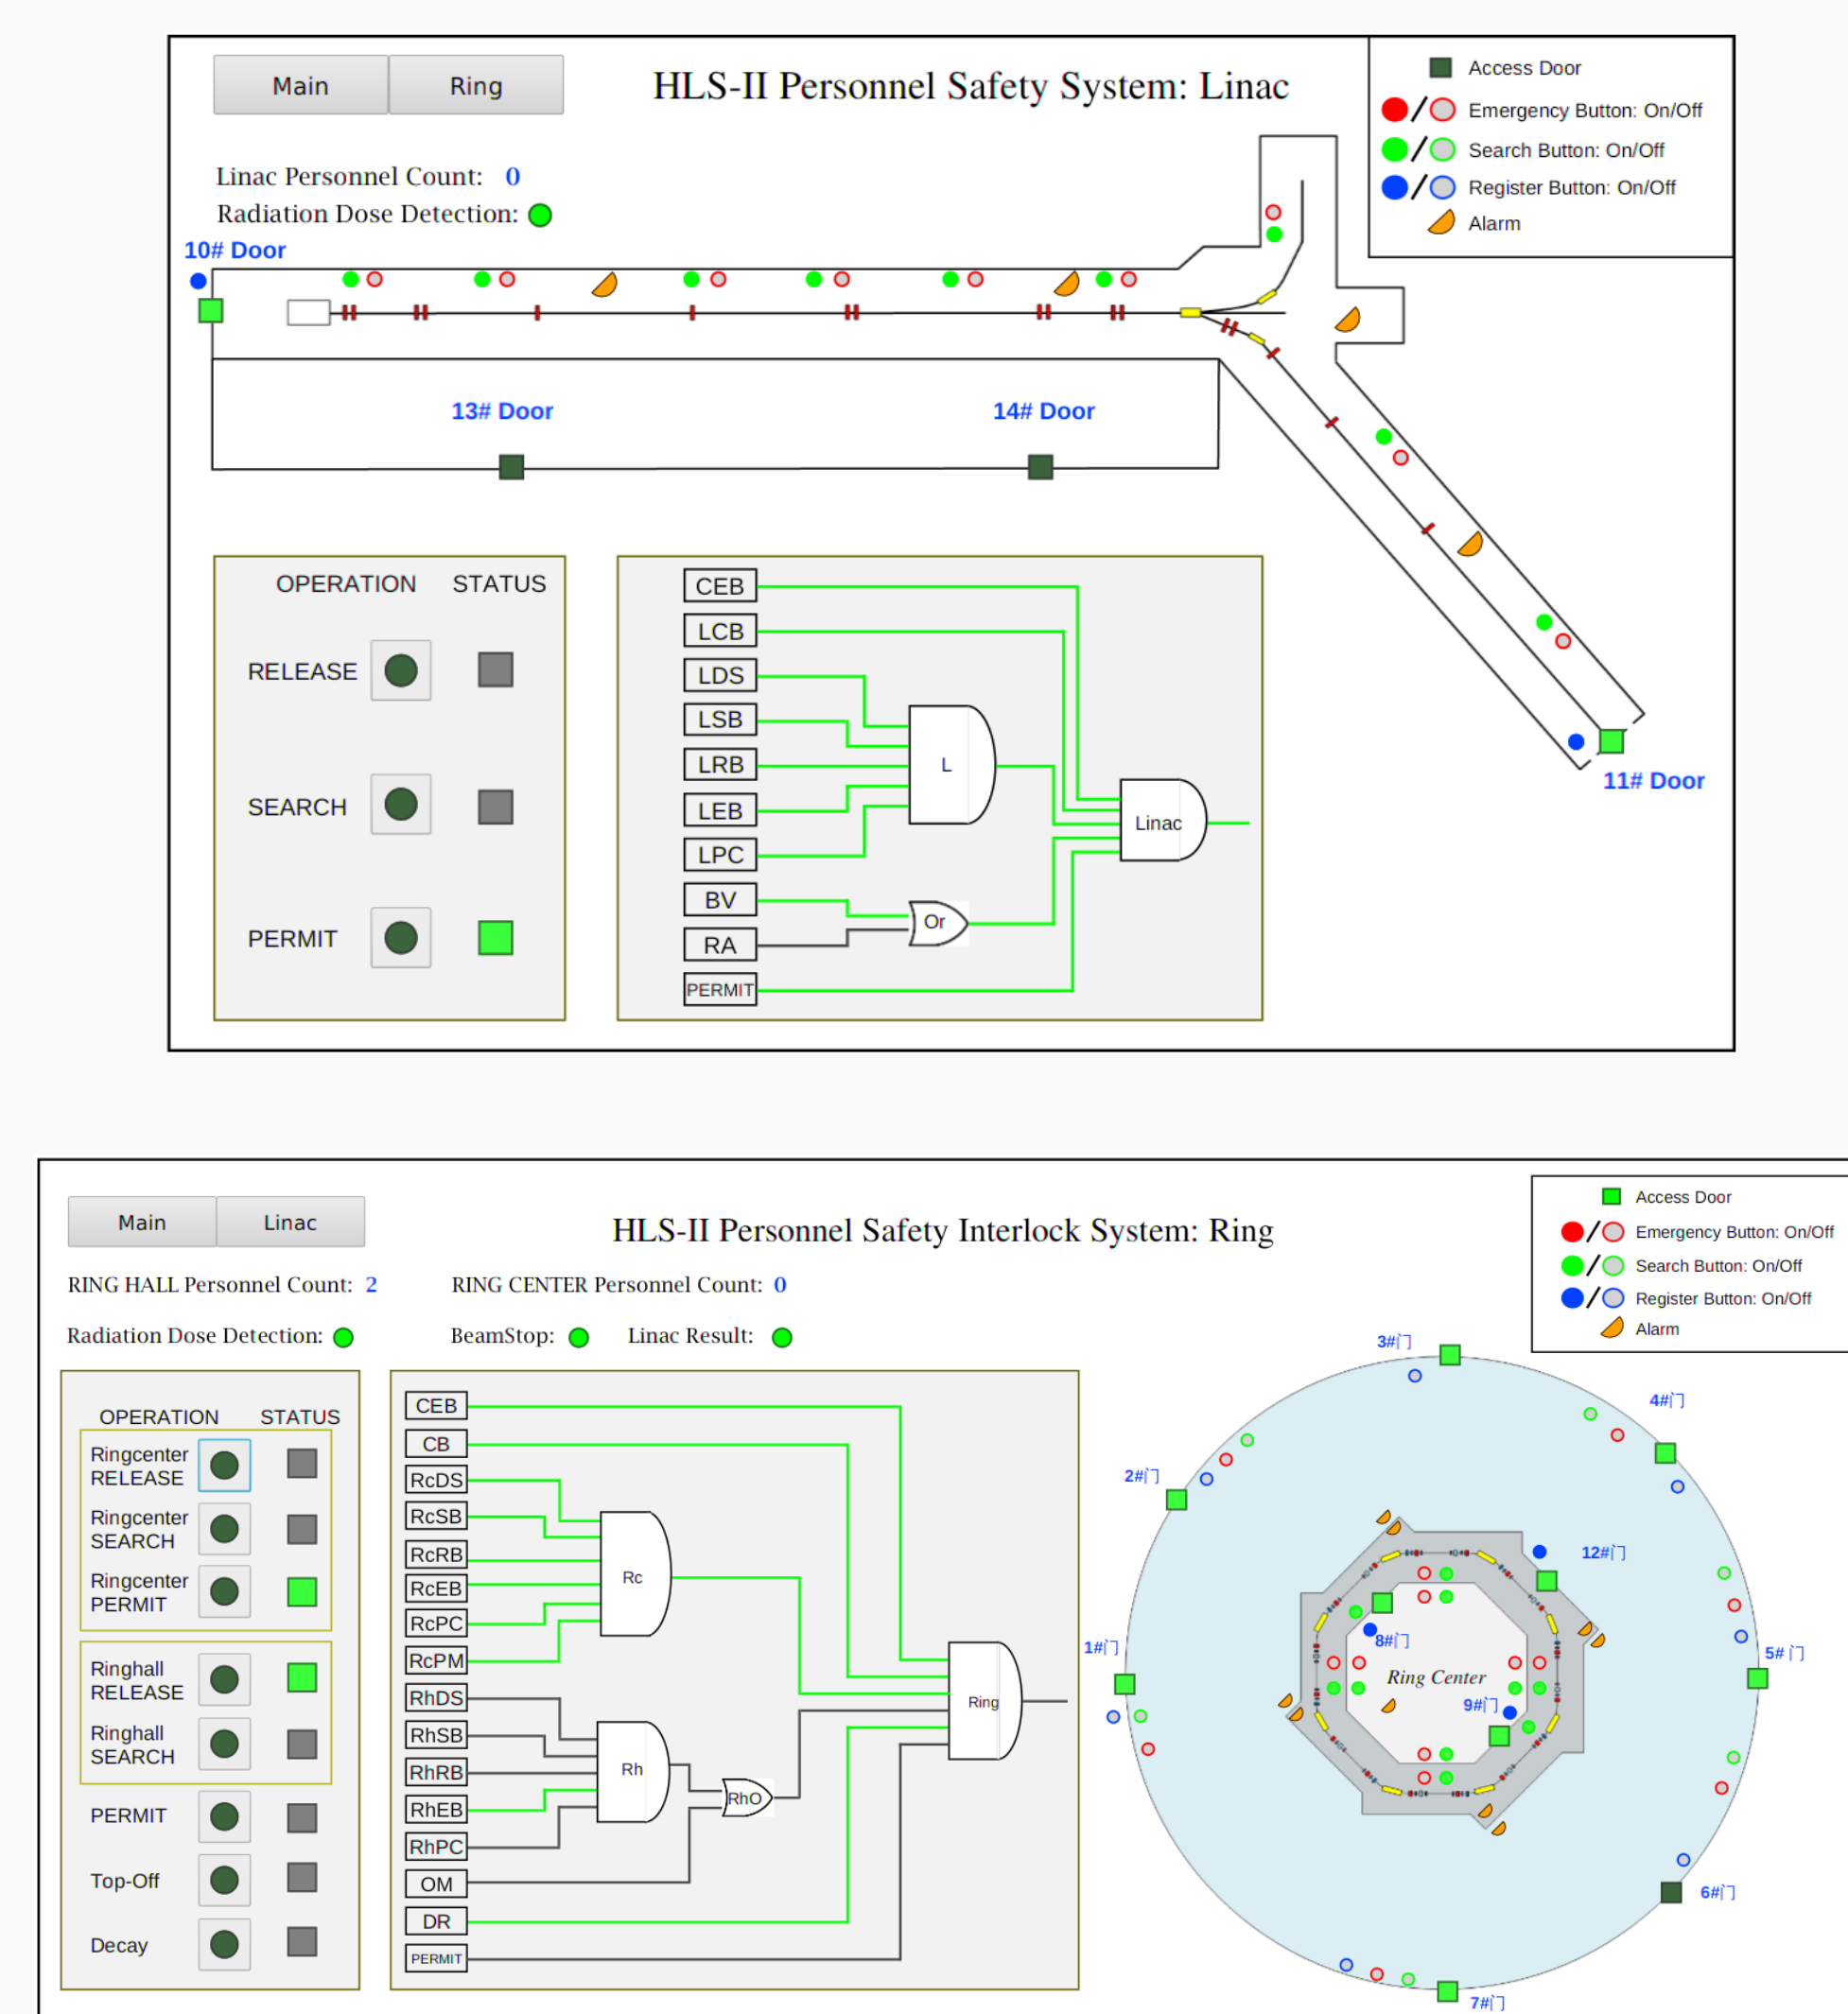 Main
Ring
HLS-II Personnel Safety System: Linac
Access Door
Emergency Button: On/Off
Search Button: On/Off
Register Button: On/Off
Alarm
Linac Personnel Count: 0
Radiation Dose Detection:
10# Door
13# Door
14# Door
11# Door
OPERATION STATUS
RELEASE
SEARCH
PERMIT
CEB
LCB
LDS
LSB
LRB
LEB
LPC
BV
RA
PERMIT
L
Or
Linac
Main
Linac
HLS-II Personnel Safety Interlock System: Ring
Access Door
Emergency Button: On/Off
Search Button: On/Off
Register Button: On/Off
Alarm
RING HALL Personnel Count: 2
RING CENTER Personnel Count: 0
Radiation Dose Detection:
BeamStop:
Linac Result:
OPERATION STATUS
Ringcenter
RELEASE
Ringcenter
SEARCH
Ringcenter
PERMIT
Ringhall
RELEASE
Ringhall
SEARCH
PERMIT
Top-Off
Decay
CEB
CB
RcDS
RcSB
RcRB
RcEB
RcPC
RcPM
RhDS
RhSB
RhRB
RhEB
RhPC
OM
DR
PERMIT
Rc
Rh
RhO
Ring
3#门
4#门
2#门
12#门
8#门
1#门
5#门
Ring Center
9#门
6#门
7#门